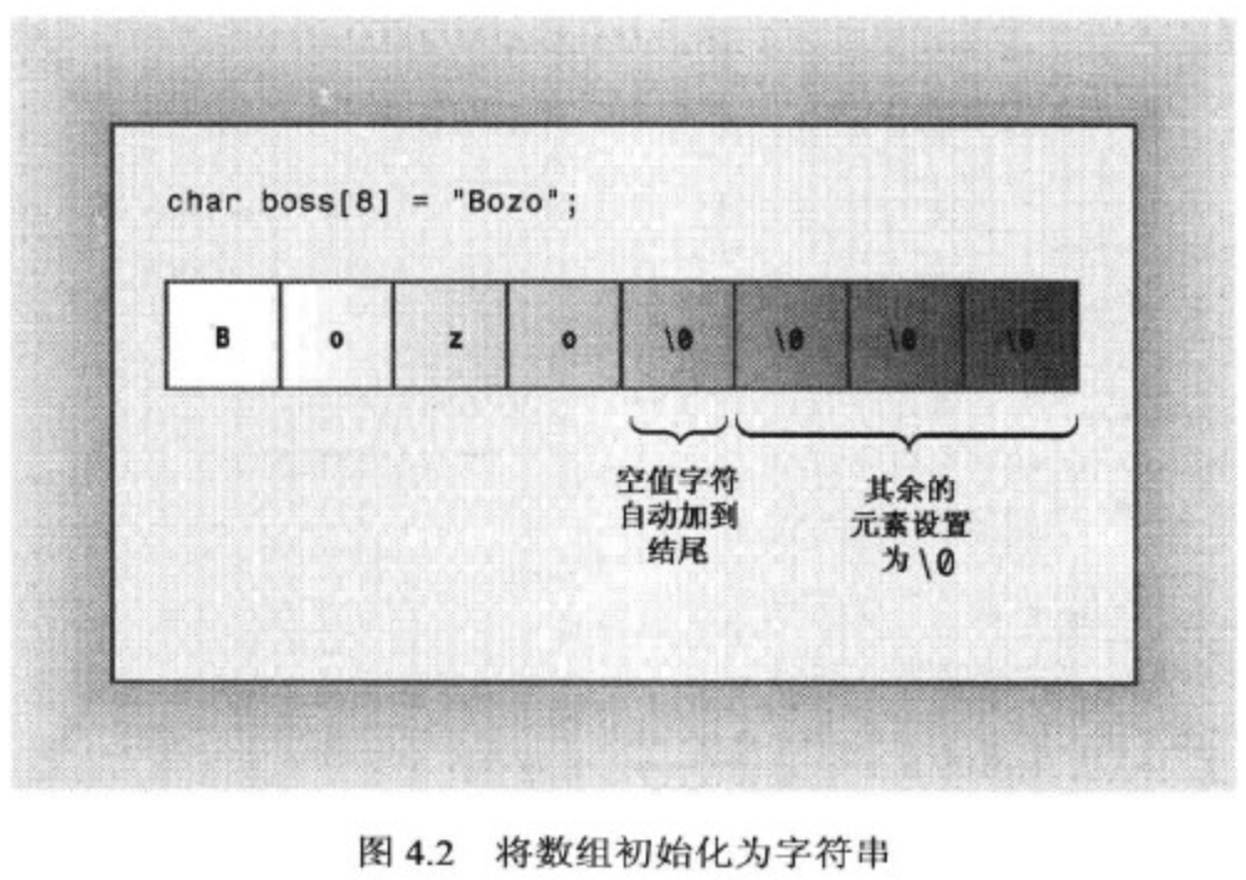 char boss[8] = "Bozo";
B o z o \0 \0 \0 \0
空值字符
自动加到
结尾
其余的
元素设置
为 \0
图 4.2 将数组初始化为字符串